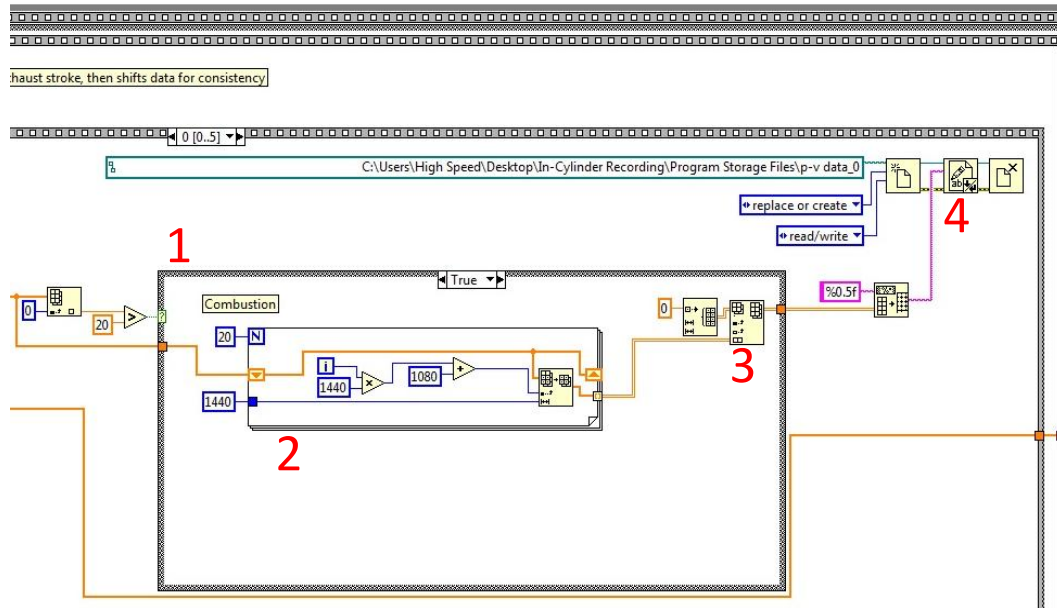 haust stroke, then shifts data for consistency
0 [0..5]
C:\Users\High Speed\Desktop\In-Cylinder Recording\Program Storage Files\p-v data_0
replace or create
read/write
4
ab
1
True
%0.5f
0
20
>
?
Combustion
20 N
0
i
1440
x
1080
+
1440
3
2